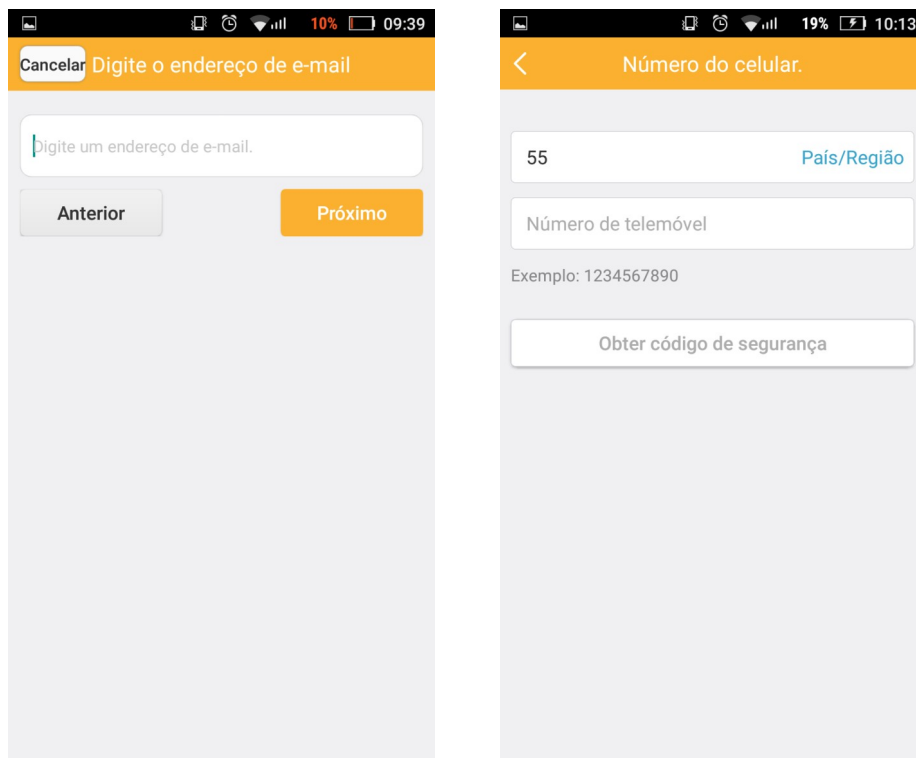 10% 09:39
Cancelar Digite o endereço de e-mail
Digite um endereço de e-mail.
Anterior Próximo
19% 10:13
Número do celular.
55 País/Região
Número de telemóvel
Exemplo: 1234567890
Obter código de segurança